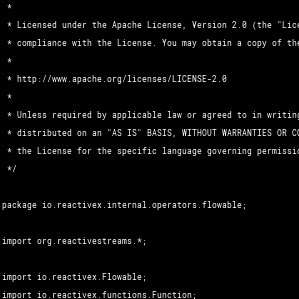 *
* Licensed under the Apache License, Version 2.0 (the "Lice
* compliance with the License. You may obtain a copy of the
*
* http://www.apache.org/licenses/LICENSE-2.0
*
* Unless required by applicable law or agreed to in writing
* distributed on an "AS IS" BASIS, WITHOUT WARRANTIES OR CO
* the License for the specific language governing permissio
*/
package io.reactivex.internal.operators.flowable;
import org.reactivestreams.*;
import io.reactivex.Flowable;
import io.reactivex.functions.Function;